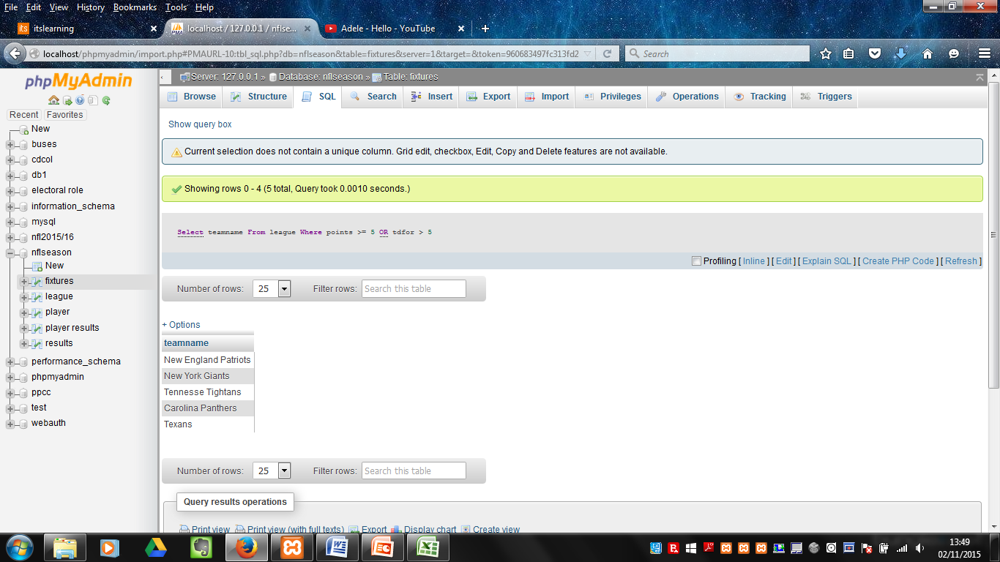 File Edit View History Bookmarks Tools Help
its itslearning
PMA localhost / 127.0.0.1 / nflse...
Adele - Hello - YouTube
localhost/phpmyadmin/import.php#PMAURL-10:tbl_sql.php?db=nflseason&table=fixtures&server=1&target=&token=960683497fc313fd2
Search
phpMyAdmin
Recent Favorites
New
buses
cdcol
db1
electoral role
information_schema
mysql
nfl2015/16
nflseason
New
fixtures
league
player
player results
results
performance_schema
phpmyadmin
ppcc
test
webauth
Server: 127.0.0.1 » Database: nflseason » Table: fixtures
Browse Structure SQL Search Insert Export Import Privileges Operations Tracking Triggers
Show query box
Current selection does not contain a unique column. Grid edit, checkbox, Edit, Copy and Delete features are not available.
Showing rows 0 - 4 (5 total, Query took 0.0010 seconds.)
Select teamname From league Where points >= 5 OR tdfor > 5
Profiling [ Inline ] [ Edit ] [ Explain SQL ] [ Create PHP Code ] [ Refresh ]
Number of rows: 25 Filter rows: Search this table
+ Options
teamname
New England Patriots
New York Giants
Tennesse Tightans
Carolina Panthers
Texans
Number of rows: 25 Filter rows: Search this table
Query results operations
Print view Print view (with full texts) Export Display chart Create view
13:49
02/11/2015